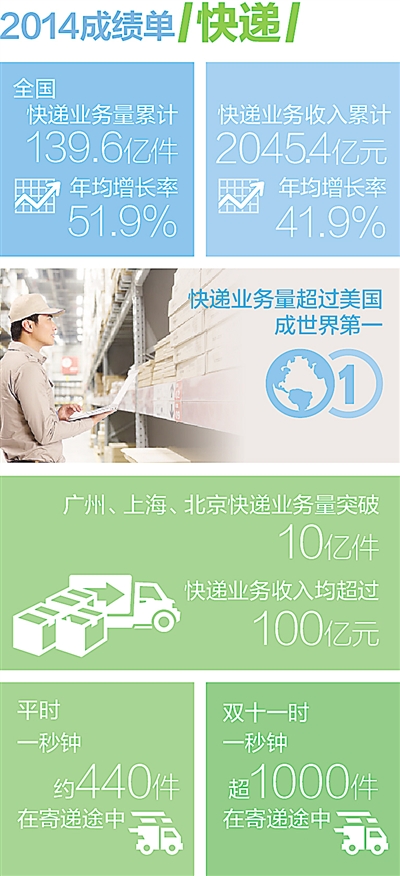 2014成绩单/快递/
全国
快递业务量累计
139.6亿件
年均增长率
51.9%
快递业务收入累计
2045.4亿元
年均增长率
41.9%
快递业务量超过美国
成世界第一
1
广州、上海、北京快递业务量突破
10亿件
快递业务收入均超过
100亿元
平时
一秒钟
约440件
在寄递途中
双十一时
一秒钟
超1000件
在寄递途中